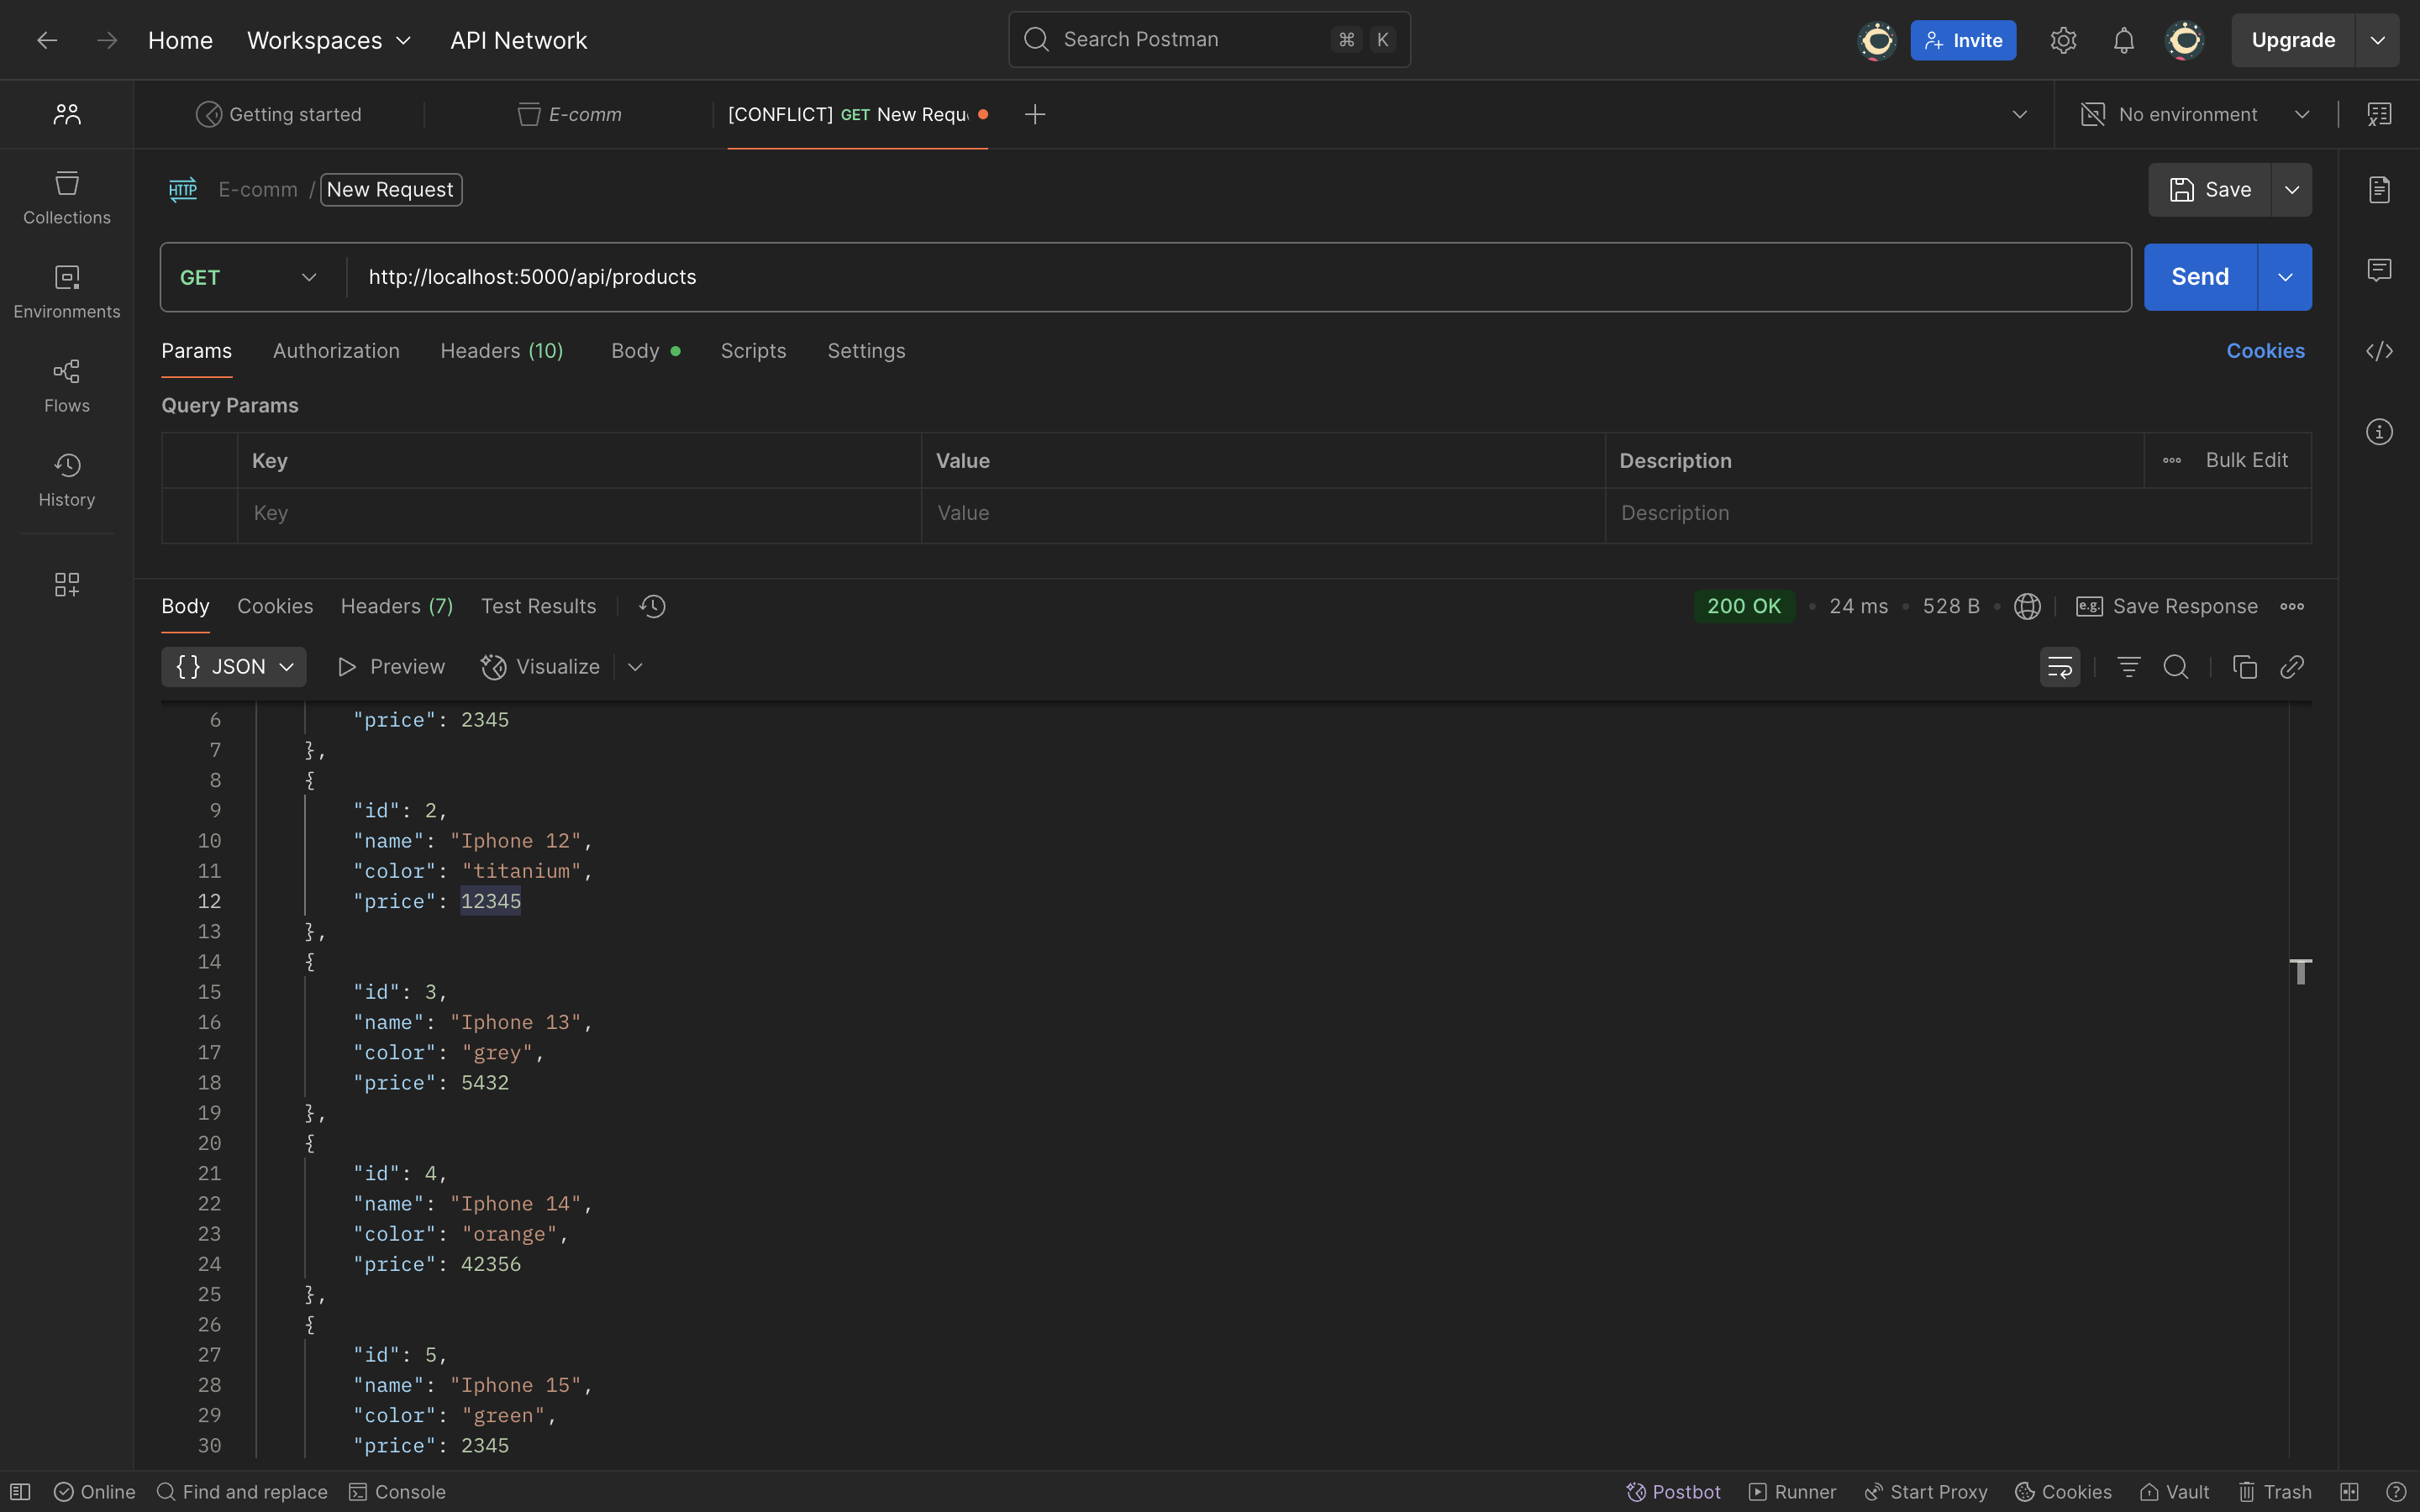 Home Workspaces API Network Search Postman ⌘ K Invite Upgrade
Getting started E-comm [CONFLICT] GET New Requ No environment
HTTP E-comm / New Request Save
GET http://localhost:5000/api/products Send
Params Authorization Headers (10) Body Scripts Settings Cookies
Query Params
Key Value Description Bulk Edit
Key Value Description
Collections
Environments
Flows
History
Body Cookies Headers (7) Test Results 200 OK 24 ms 528 B e.g. Save Response
{} JSON Preview Visualize
6 "price": 2345
7 },
8 {
9 "id": 2,
10 "name": "Iphone 12",
11 "color": "titanium",
12 "price": 12345
13 },
14 {
15 "id": 3,
16 "name": "Iphone 13",
17 "color": "grey",
18 "price": 5432
19 },
20 {
21 "id": 4,
22 "name": "Iphone 14",
23 "color": "orange",
24 "price": 42356
25 },
26 {
27 "id": 5,
28 "name": "Iphone 15",
29 "color": "green",
30 "price": 2345
Online Find and replace Console Postbot Runner Start Proxy Cookies Vault Trash